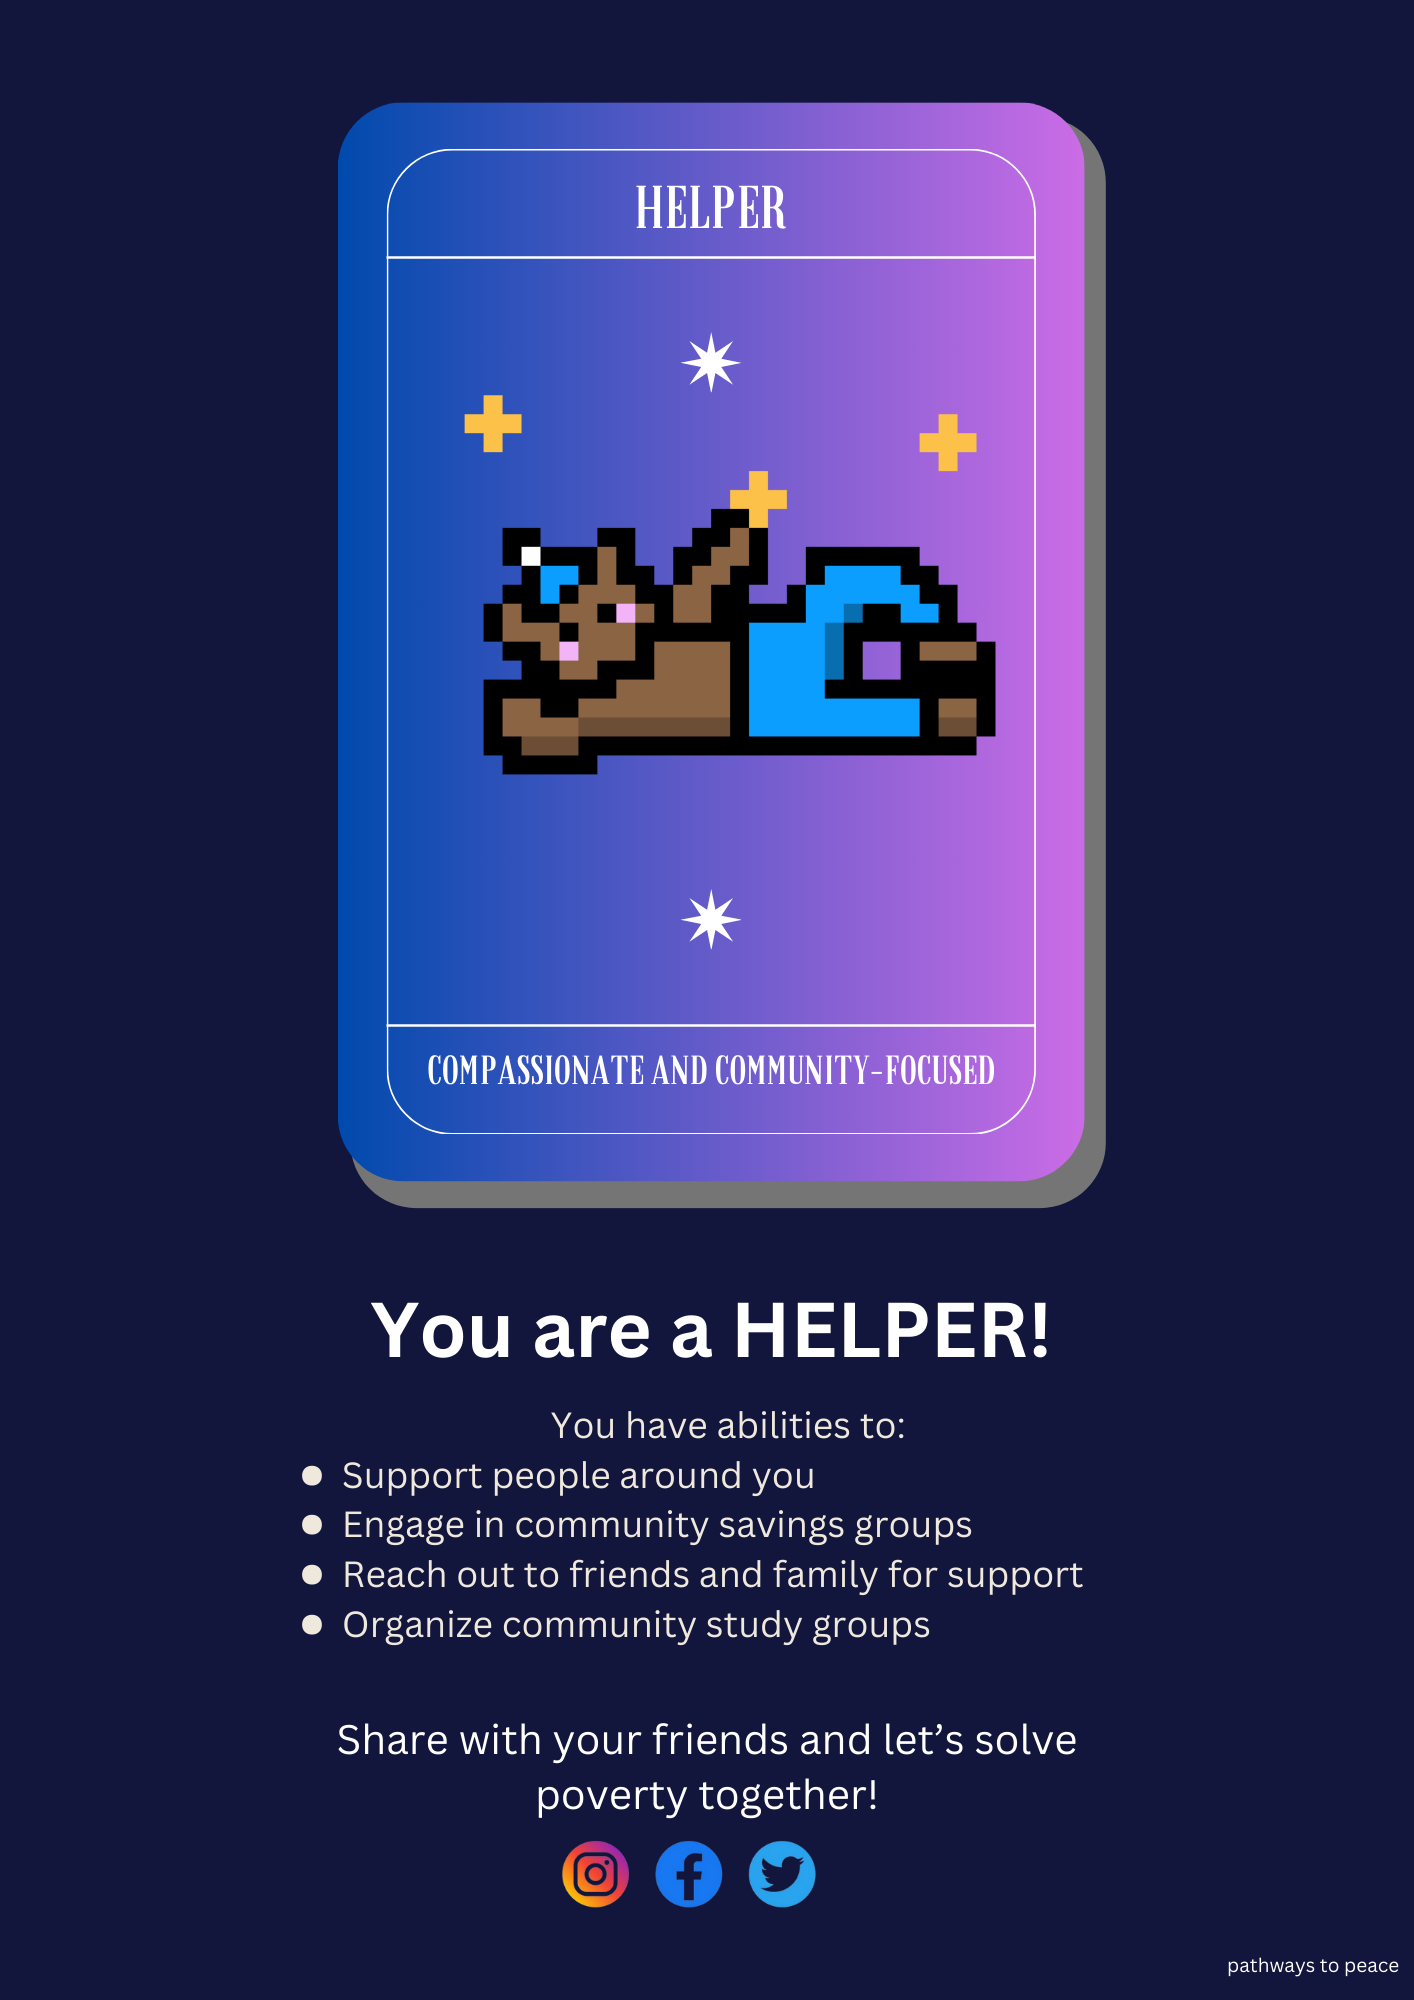 HELPER
COMPASSIONATE AND COMMUNITY-FOCUSED
You are a HELPER!
You have abilities to:
Support people around you
Engage in community savings groups
Reach out to friends and family for support
Organize community study groups
Share with your friends and let’s solve
poverty together!
pathways to peace